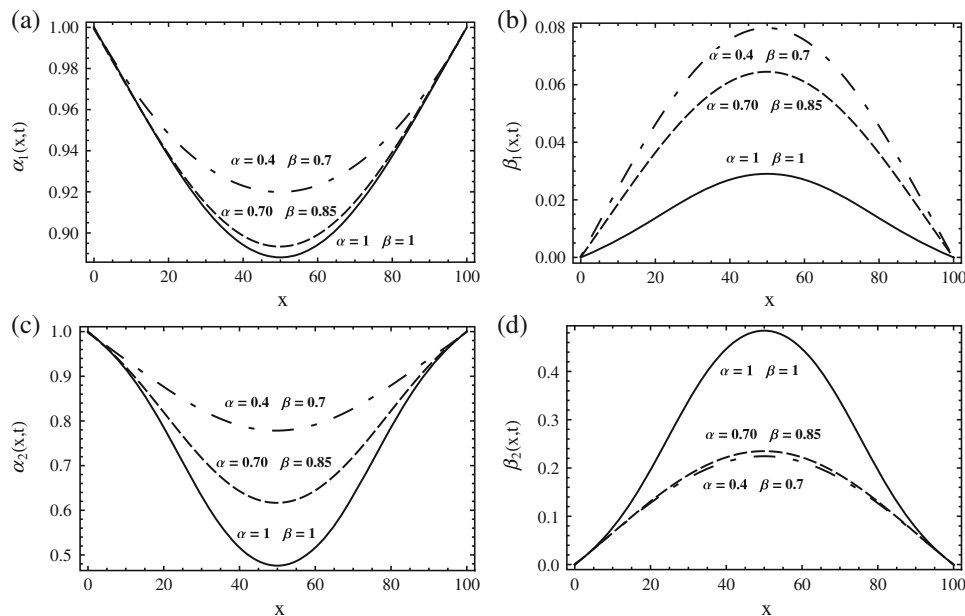 (a)
1.00
0.98
0.96
0.94
0.92
0.90
α₁(x,t)
α = 0.4 β = 0.7
α = 0.70 β = 0.85
α = 1 β = 1
0 20 40 60 80 100
x
(b)
0.08
0.06
0.04
0.02
0.00
β₁(x,t)
α = 0.4 β = 0.7
α = 0.70 β = 0.85
α = 1 β = 1
0 20 40 60 80 100
x
(c)
1.0
0.9
0.8
0.7
0.6
0.5
α₂(x,t)
α = 0.4 β = 0.7
α = 0.70 β = 0.85
α = 1 β = 1
0 20 40 60 80 100
x
(d)
0.4
0.3
0.2
0.1
0.0
β₂(x,t)
α = 1 β = 1
α = 0.70 β = 0.85
α = 0.4 β = 0.7
0 20 40 60 80 100
x